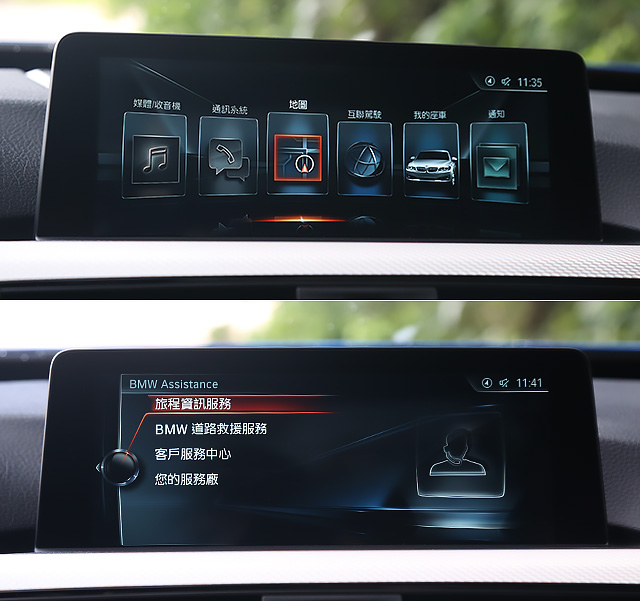 11:35
媒體/收音機
通訊系統
地圖
互聯駕駛
我的座車
通知
BMW Assistance
11:41
旅程資訊服務
BMW 道路救援服務
客戶服務中心
您的服務廠